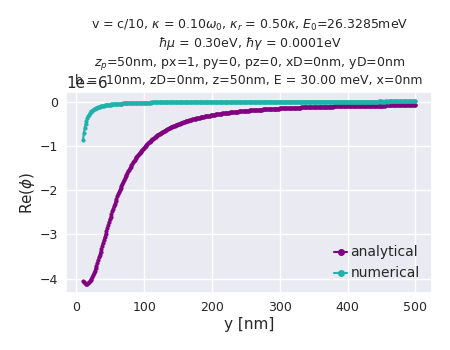 v = c/10, κ = 0.10ω₀, κᵣ = 0.50κ, E₀=26.3285meV
ħμ = 0.30eV, ħγ = 0.0001eV
zₚ=50nm, px=1, py=0, pz=0, xD=0nm, yD=0nm
b = 10nm, zD=0nm, z=50nm, E = 30.00 meV, x=0nm
1e−6
0
−1
−2
−3
−4
Re(ϕ)
analytical
numerical
0 100 200 300 400 500
y [nm]